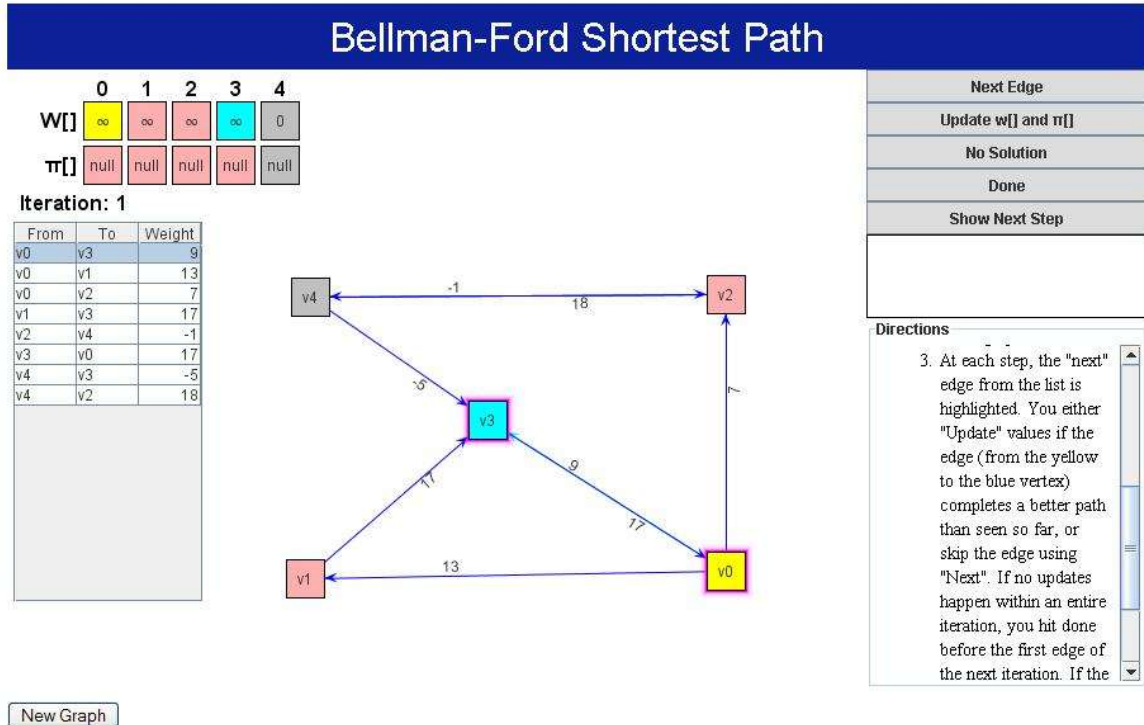 Bellman-Ford Shortest Path
0 1 2 3 4
W[] ∞ ∞ ∞ ∞ 0
π[] null null null null null
Iteration: 1
From To Weight
v0 v3 9
v0 v1 13
v0 v2 7
v1 v3 17
v2 v4 -1
v3 v0 17
v4 v3 -5
v4 v2 18
v4
-1
18
v2
-5
7
v3
9
17
17
v1
13
v0
Next Edge
Update w[] and π[]
No Solution
Done
Show Next Step
Directions
3. At each step, the "next"
edge from the list is
highlighted. You either
"Update" values if the
edge (from the yellow
to the blue vertex)
completes a better path
than seen so far, or
skip the edge using
"Next". If no updates
happen within an entire
iteration, you hit done
before the first edge of
the next iteration. If the
New Graph